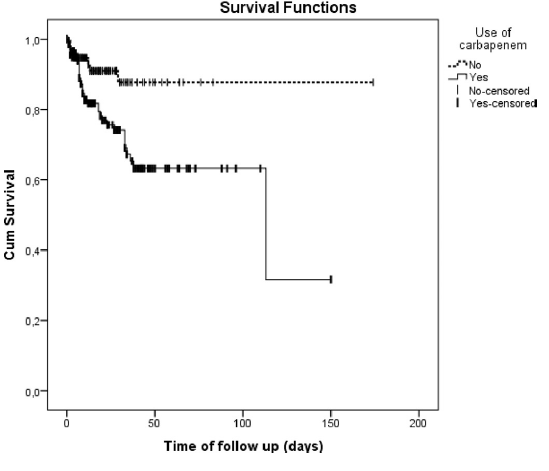 Survival Functions
Use of
carbapenem
No
Yes
No-censored
Yes-censored
Cum Survival
1,0
0,8
0,6
0,4
0,2
0,0
0
50
100
150
200
Time of follow up (days)